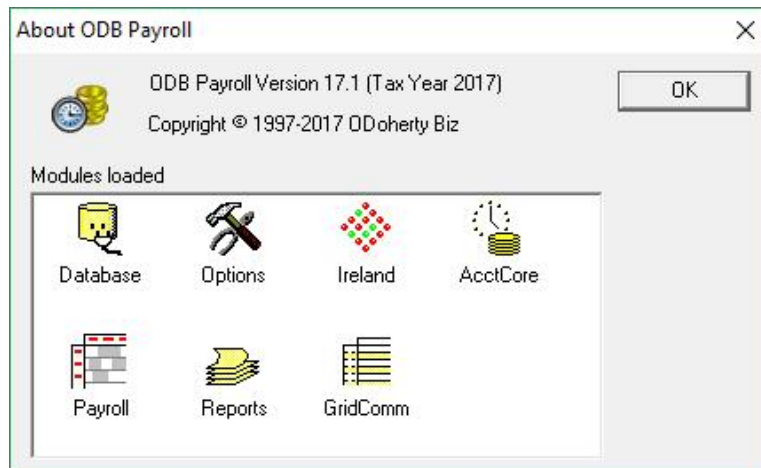 About ODB Payroll
ODB Payroll Version 17.1 (Tax Year 2017)
OK
Copyright © 1997-2017 ODoherty Biz
Modules loaded
Database Options Ireland AcctCore
Payroll Reports GridComm